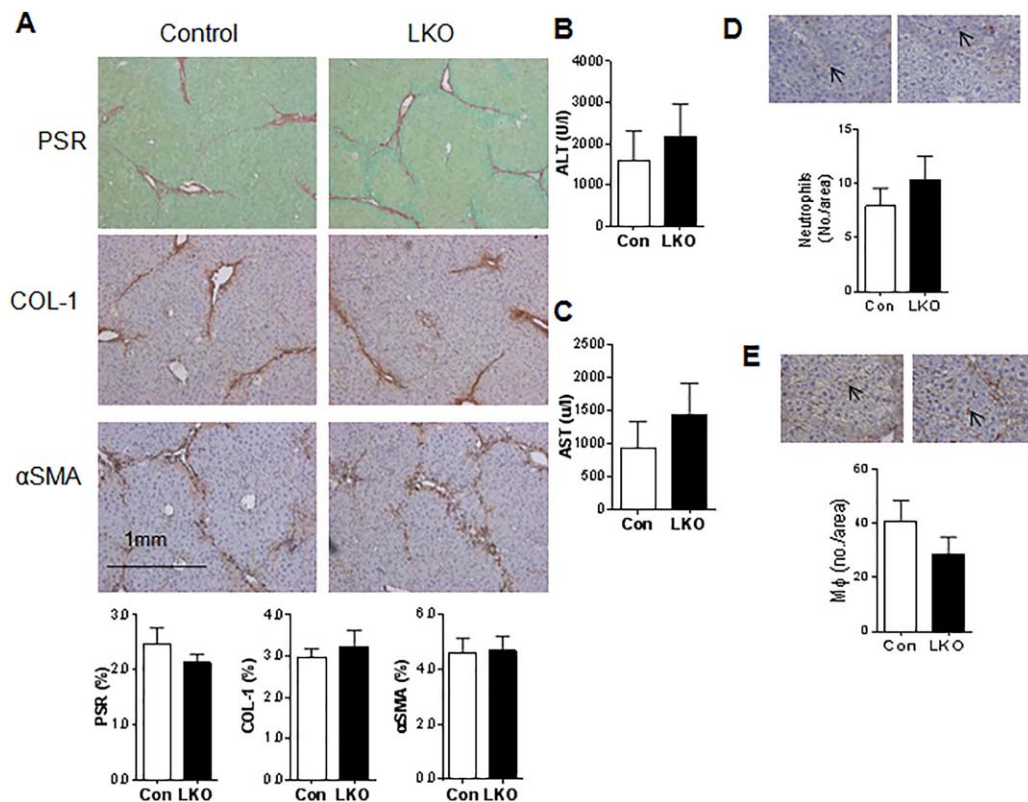 A
Control
LKO
PSR
COL-1
αSMA
1mm
PSR (%)
3.0
2.0
1.0
0.0
Con LKO
COL-1 (%)
4.0
3.0
2.0
1.0
0.0
Con LKO
αSMA (%)
6.0
4.0
2.0
0.0
Con LKO
B
ALT (U/l)
4000
3000
2000
1000
0
Con LKO
C
AST (u/l)
2500
2000
1500
1000
500
0
Con LKO
D
Neutrophils
(No./area)
15
10
5
0
Con LKO
E
Mϕ (no./area)
60
40
20
0
Con LKO